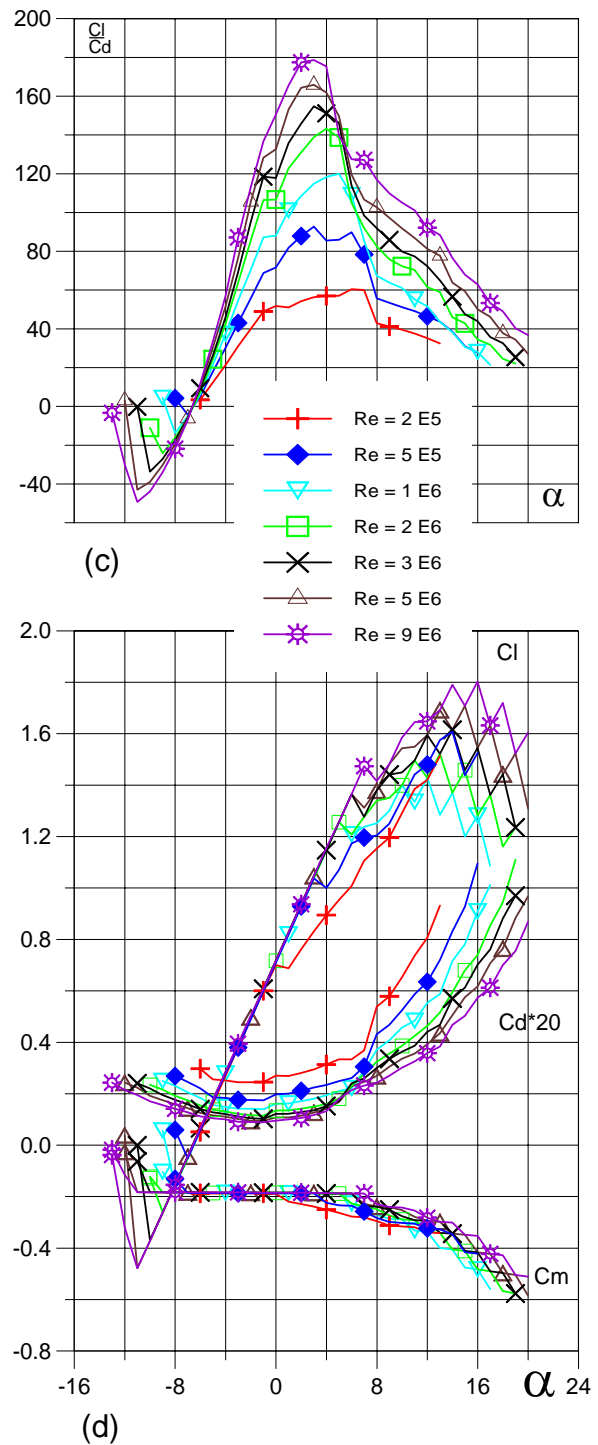 200
Cl
Cd
160
120
80
40
0
-40
α
(c)
Re = 2 E5
Re = 5 E5
Re = 1 E6
Re = 2 E6
Re = 3 E6
Re = 5 E6
Re = 9 E6
2.0
Cl
1.6
1.2
0.8
Cd*20
0.4
0.0
-0.4
Cm
-0.8
-16 -8 0 8 16 α 24
(d)